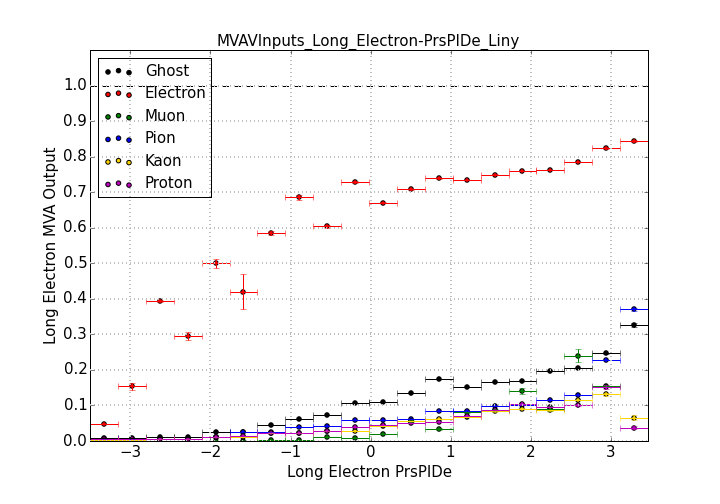 MVAVInputs_Long_Electron-PrsPIDe_Liny
1.0
0.9
0.8
0.7
0.6
0.5
0.4
0.3
0.2
0.1
0.0
Long Electron MVA Output
Ghost
Electron
Muon
Pion
Kaon
Proton
−3 −2 −1 0 1 2 3
Long Electron PrsPIDe